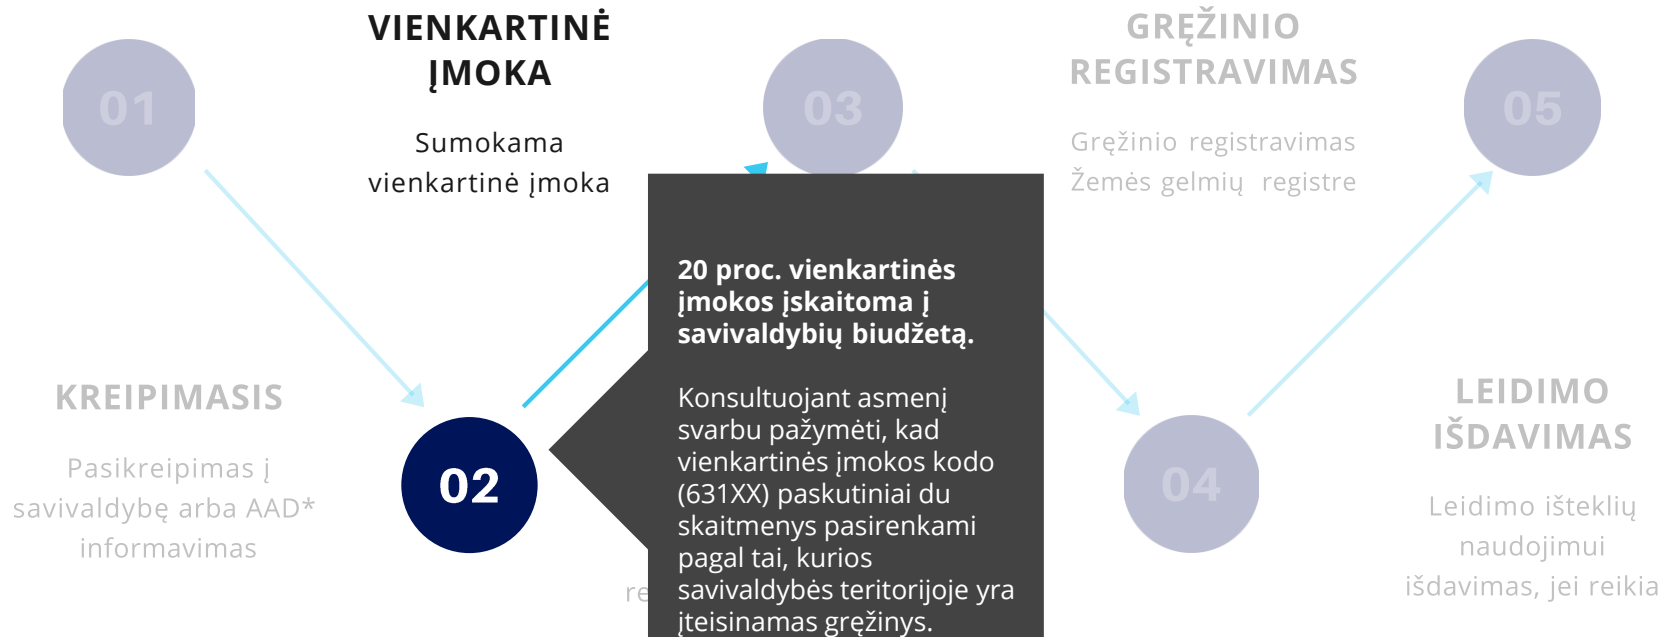 01
KREIPIMASIS
Pasikreipimas į
savivaldybę arba AAD*
informavimas
VIENKARTINĖ
ĮMOKA
Sumokama
vienkartinė įmoka
02
20 proc. vienkartinės
įmokos įskaitoma į
savivaldybių biudžetą.
Konsultuojant asmenį
svarbu pažymėti, kad
vienkartinės įmokos kodo
(631XX) paskutiniai du
skaitmenys pasirenkami
pagal tai, kurios
savivaldybės teritorijoje yra
įteisinamas gręžinys.
03
GRĘŽINIO
REGISTRAVIMAS
Gręžinio registravimas
Žemės gelmių registre
04
05
LEIDIMO
IŠDAVIMAS
Leidimo išteklių
naudojimui
išdavimas, jei reikia